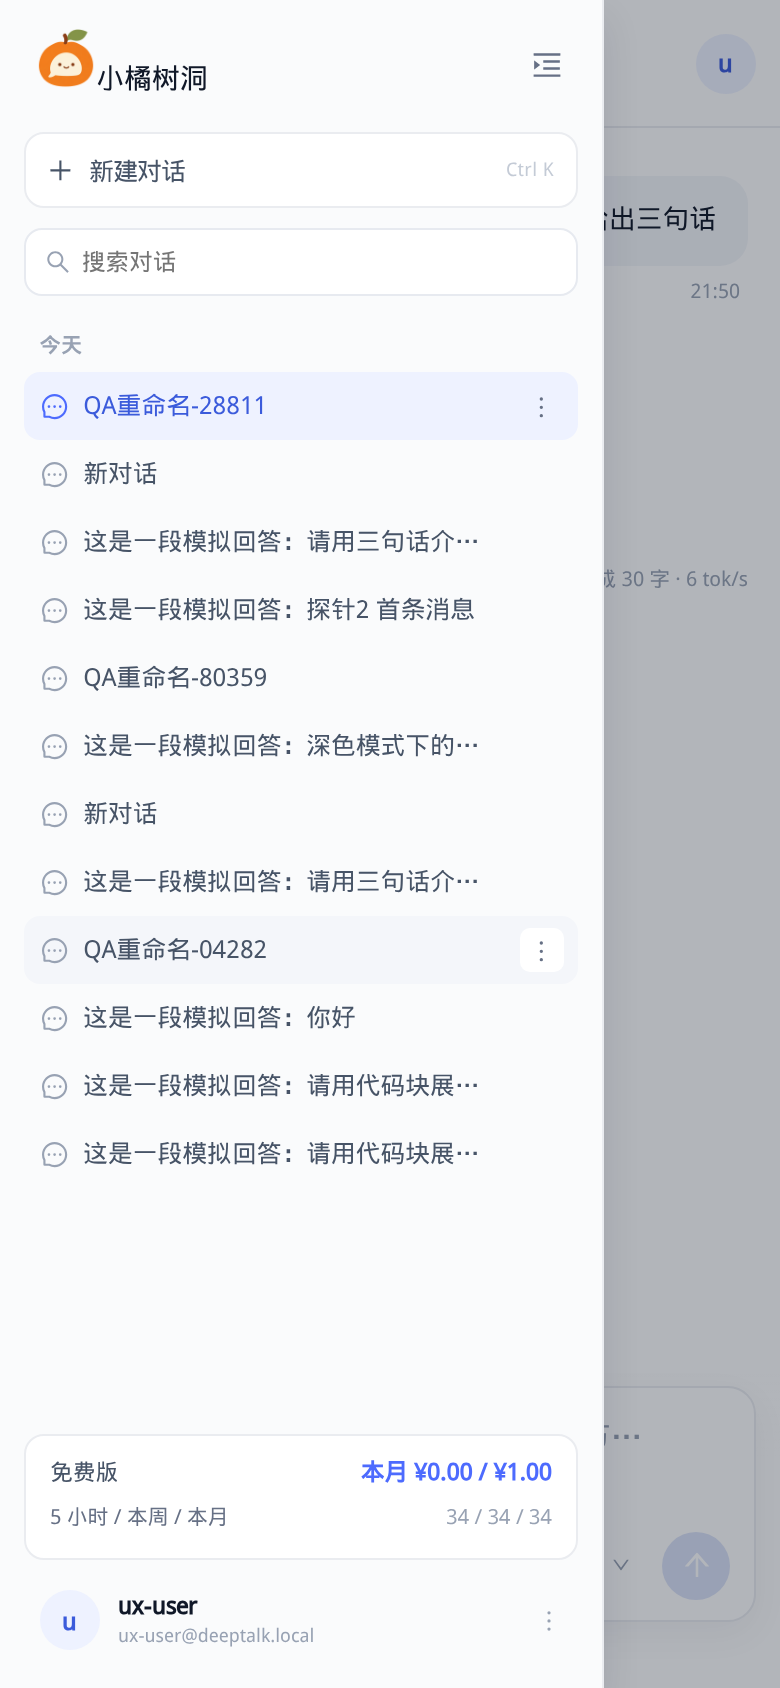 小橘树洞
u
新建对话
Ctrl K
出三句话
搜索对话
21:50
今天
QA重命名-28811
新对话
这是一段模拟回答：请用三句话介…
30 字 · 6 tok/s
这是一段模拟回答：探针2 首条消息
QA重命名-80359
这是一段模拟回答：深色模式下的…
新对话
这是一段模拟回答：请用三句话介…
QA重命名-04282
这是一段模拟回答：你好
这是一段模拟回答：请用代码块展…
这是一段模拟回答：请用代码块展…
免费版
本月 ¥0.00 / ¥1.00
5 小时 / 本周 / 本月
34 / 34 / 34
u
ux-user
ux-user@deeptalk.local